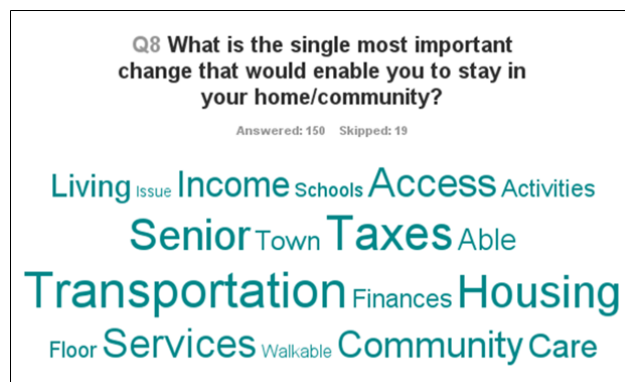 Q8 What is the single most important
change that would enable you to stay in
your home/community?
Answered: 150 Skipped: 19
Living Issue Income Schools Access Activities
Senior Town Taxes Able
Transportation Finances Housing
Floor Services Walkable Community Care